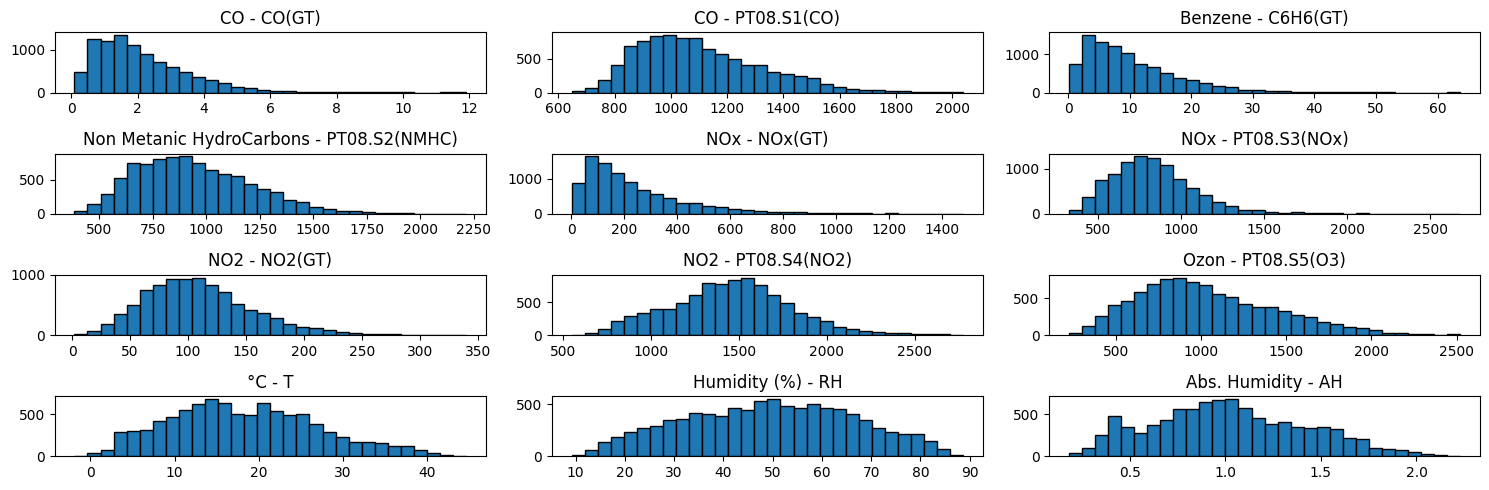 CO - CO(GT)
1000
0
0 2 4 6 8 10 12
CO - PT08.S1(CO)
500
0
600 800 1000 1200 1400 1600 1800 2000
Benzene - C6H6(GT)
1000
0
0 10 20 30 40 50 60
Non Metanic HydroCarbons - PT08.S2(NMHC)
500
0
500 750 1000 1250 1500 1750 2000 2250
NOx - NOx(GT)
1000
0
0 200 400 600 800 1000 1200 1400
NOx - PT08.S3(NOx)
1000
0
500 1000 1500 2000 2500
NO2 - NO2(GT)
1000
0
0 50 100 150 200 250 300 350
NO2 - PT08.S4(NO2)
500
0
500 1000 1500 2000 2500
Ozon - PT08.S5(O3)
500
0
500 1000 1500 2000 2500
°C - T
500
0
0 10 20 30 40
Humidity (%) - RH
500
0
10 20 30 40 50 60 70 80 90
Abs. Humidity - AH
500
0
0.5 1.0 1.5 2.0